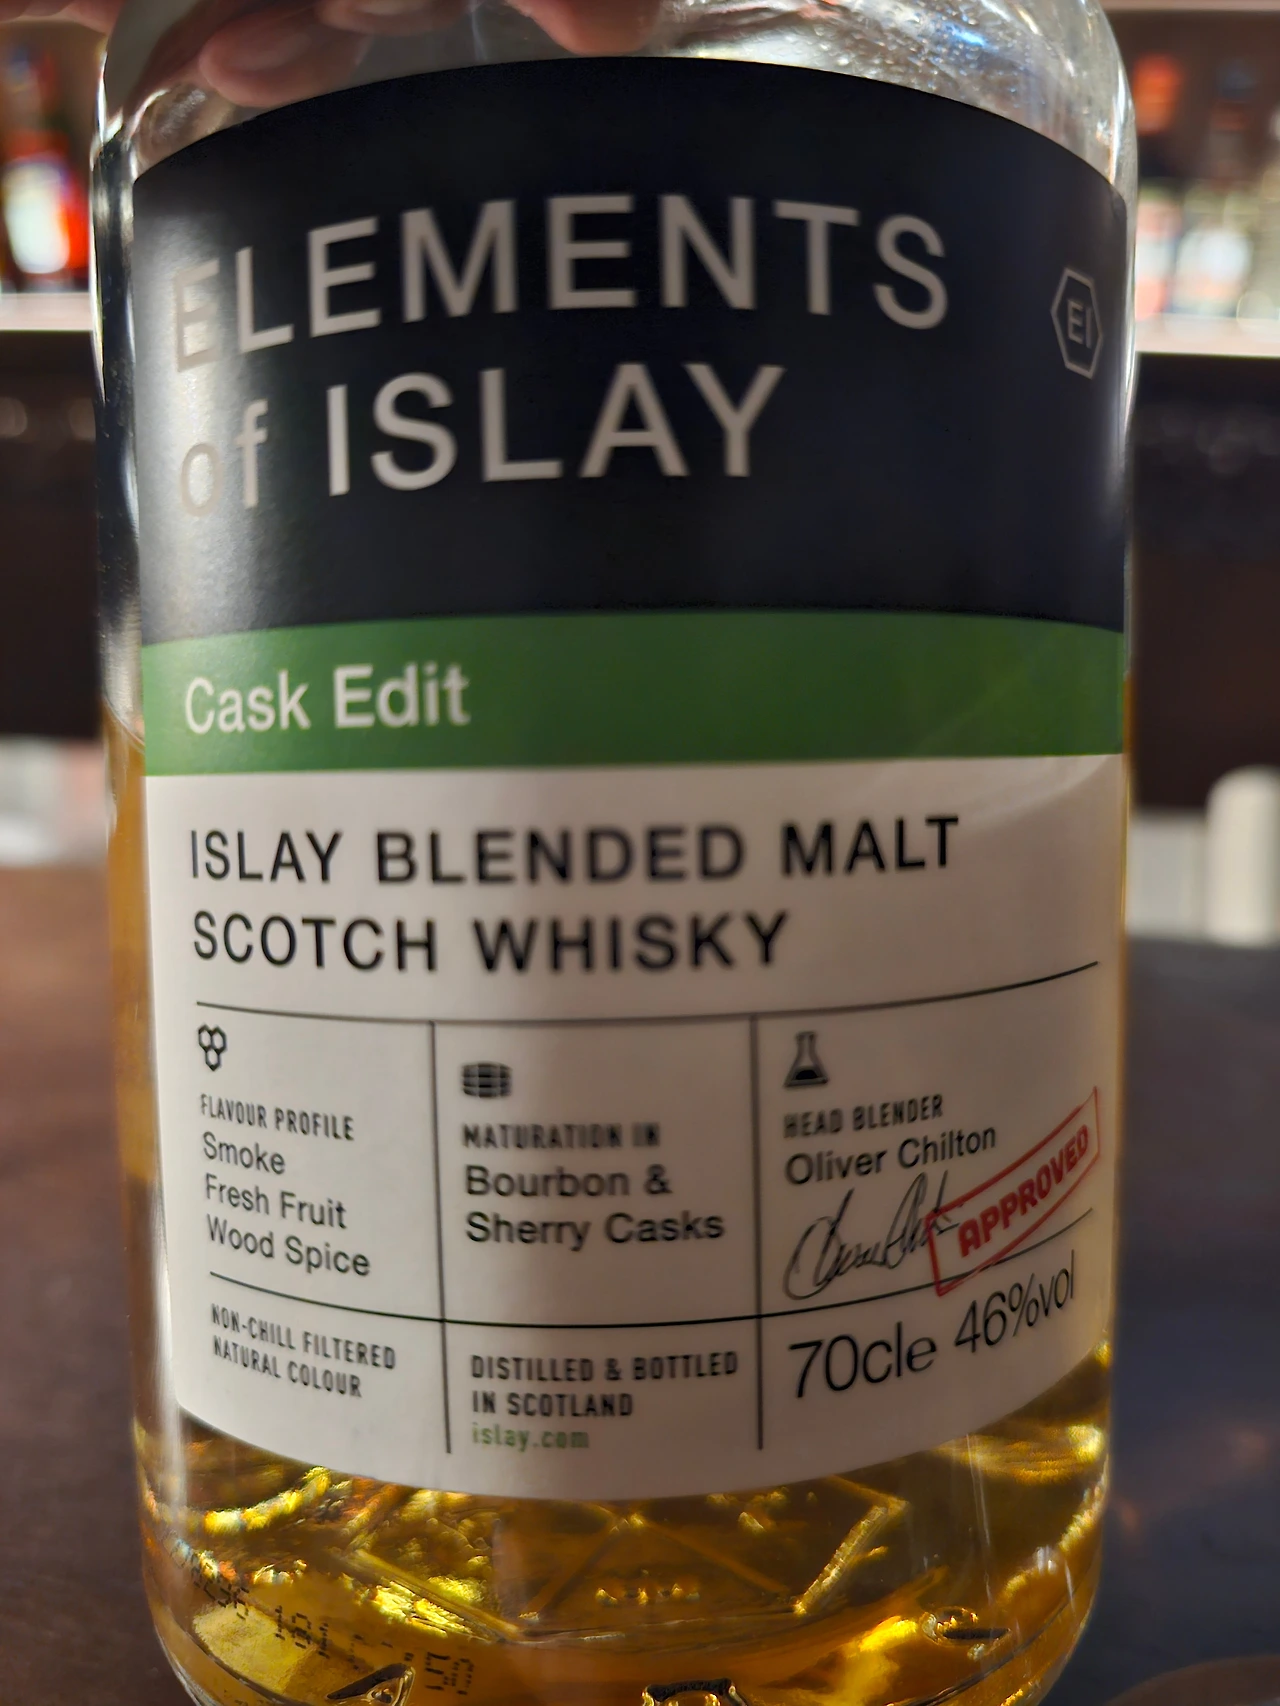 ELEMENTS
of ISLAY
EI
Cask Edit
ISLAY BLENDED MALT
SCOTCH WHISKY
FLAVOUR PROFILE
Smoke
Fresh Fruit
Wood Spice
MATURATION IN
Bourbon &
Sherry Casks
HEAD BLENDER
Oliver Chilton
APPROVED
NON-CHILL FILTERED
NATURAL COLOUR
DISTILLED & BOTTLED
IN SCOTLAND
islay.com
70cle 46%vol